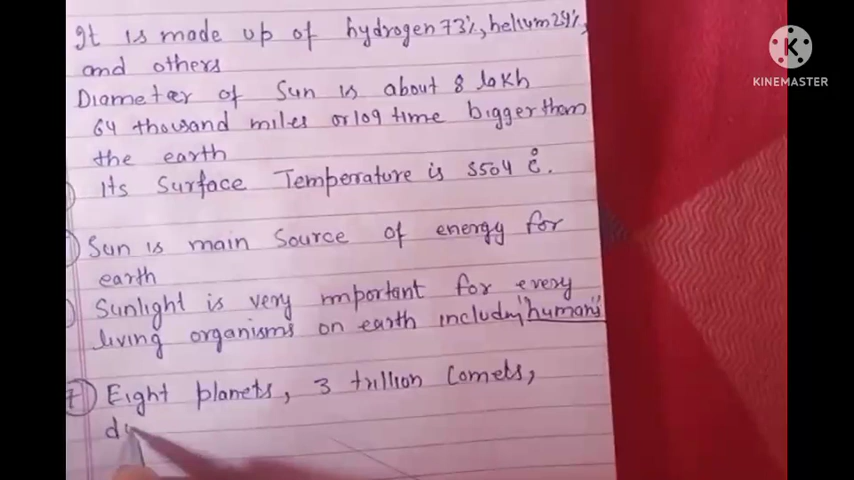 It is made up of hydrogen 73%, helium 25%,
and others
Diameter of Sun is about 8 lakh
64 thousand miles or 109 time bigger than
the earth
Its Surface Temperature is 5504 °C.
Sun is main Source of energy for
earth
Sunlight is very important for every
living organisms on earth includy "humans"
7 Eight planets, 3 trillion Comets,
K
KINEMASTER